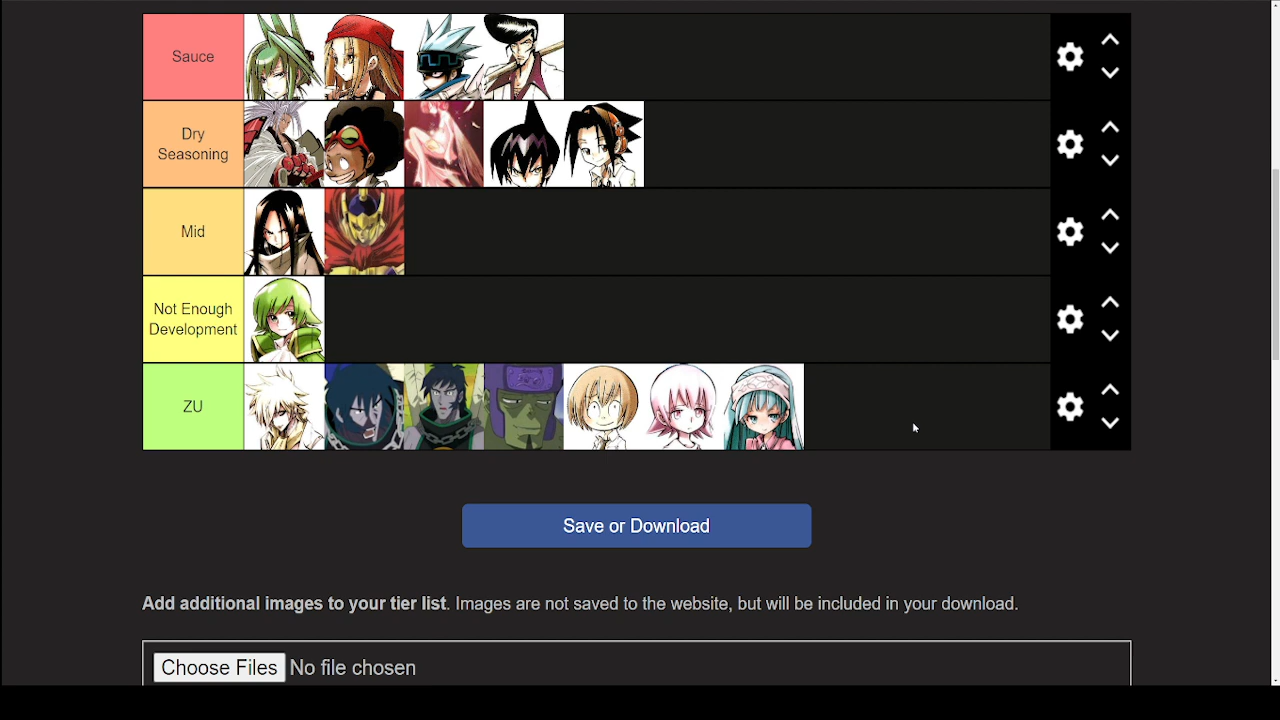 Sauce
Dry
Seasoning
Mid
Not Enough
Development
ZU
Save or Download
Add additional images to your tier list. Images are not saved to the website, but will be included in your download.
Choose Files No file chosen